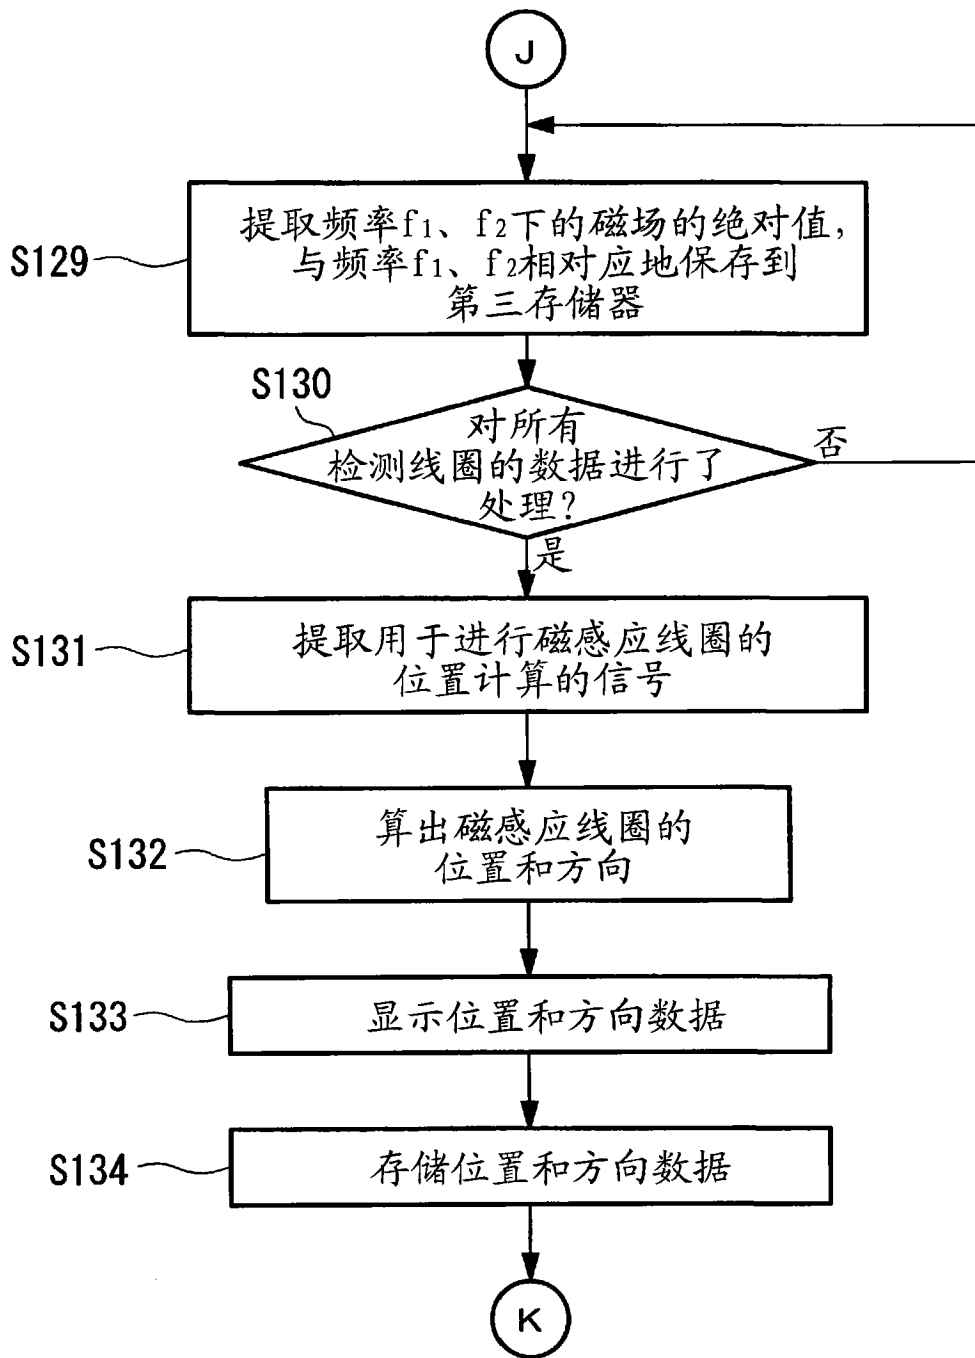 J
S129
提取频率f₁、f₂下的磁场的绝对值,
与频率f₁、f₂相对应地保存到
第三存储器
S130
对所有
检测线圈的数据进行了
处理?
否
是
S131
提取用于进行磁感应线圈的
位置计算的信号
S132
算出磁感应线圈的
位置和方向
S133
显示位置和方向数据
S134
存储位置和方向数据
K